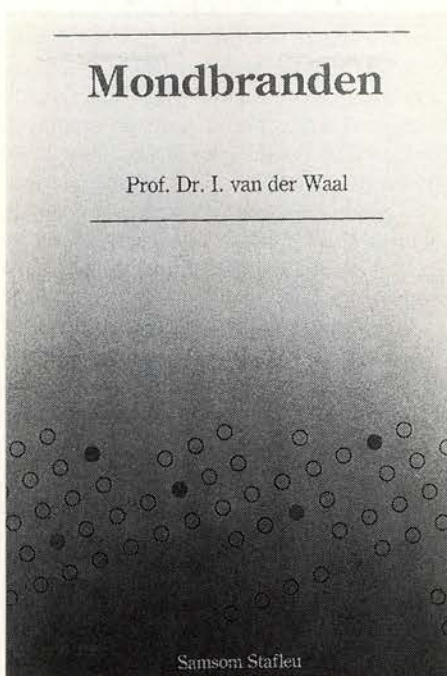 Mondbranden
Prof. Dr. I. van der Waal
Samsom Stafleu